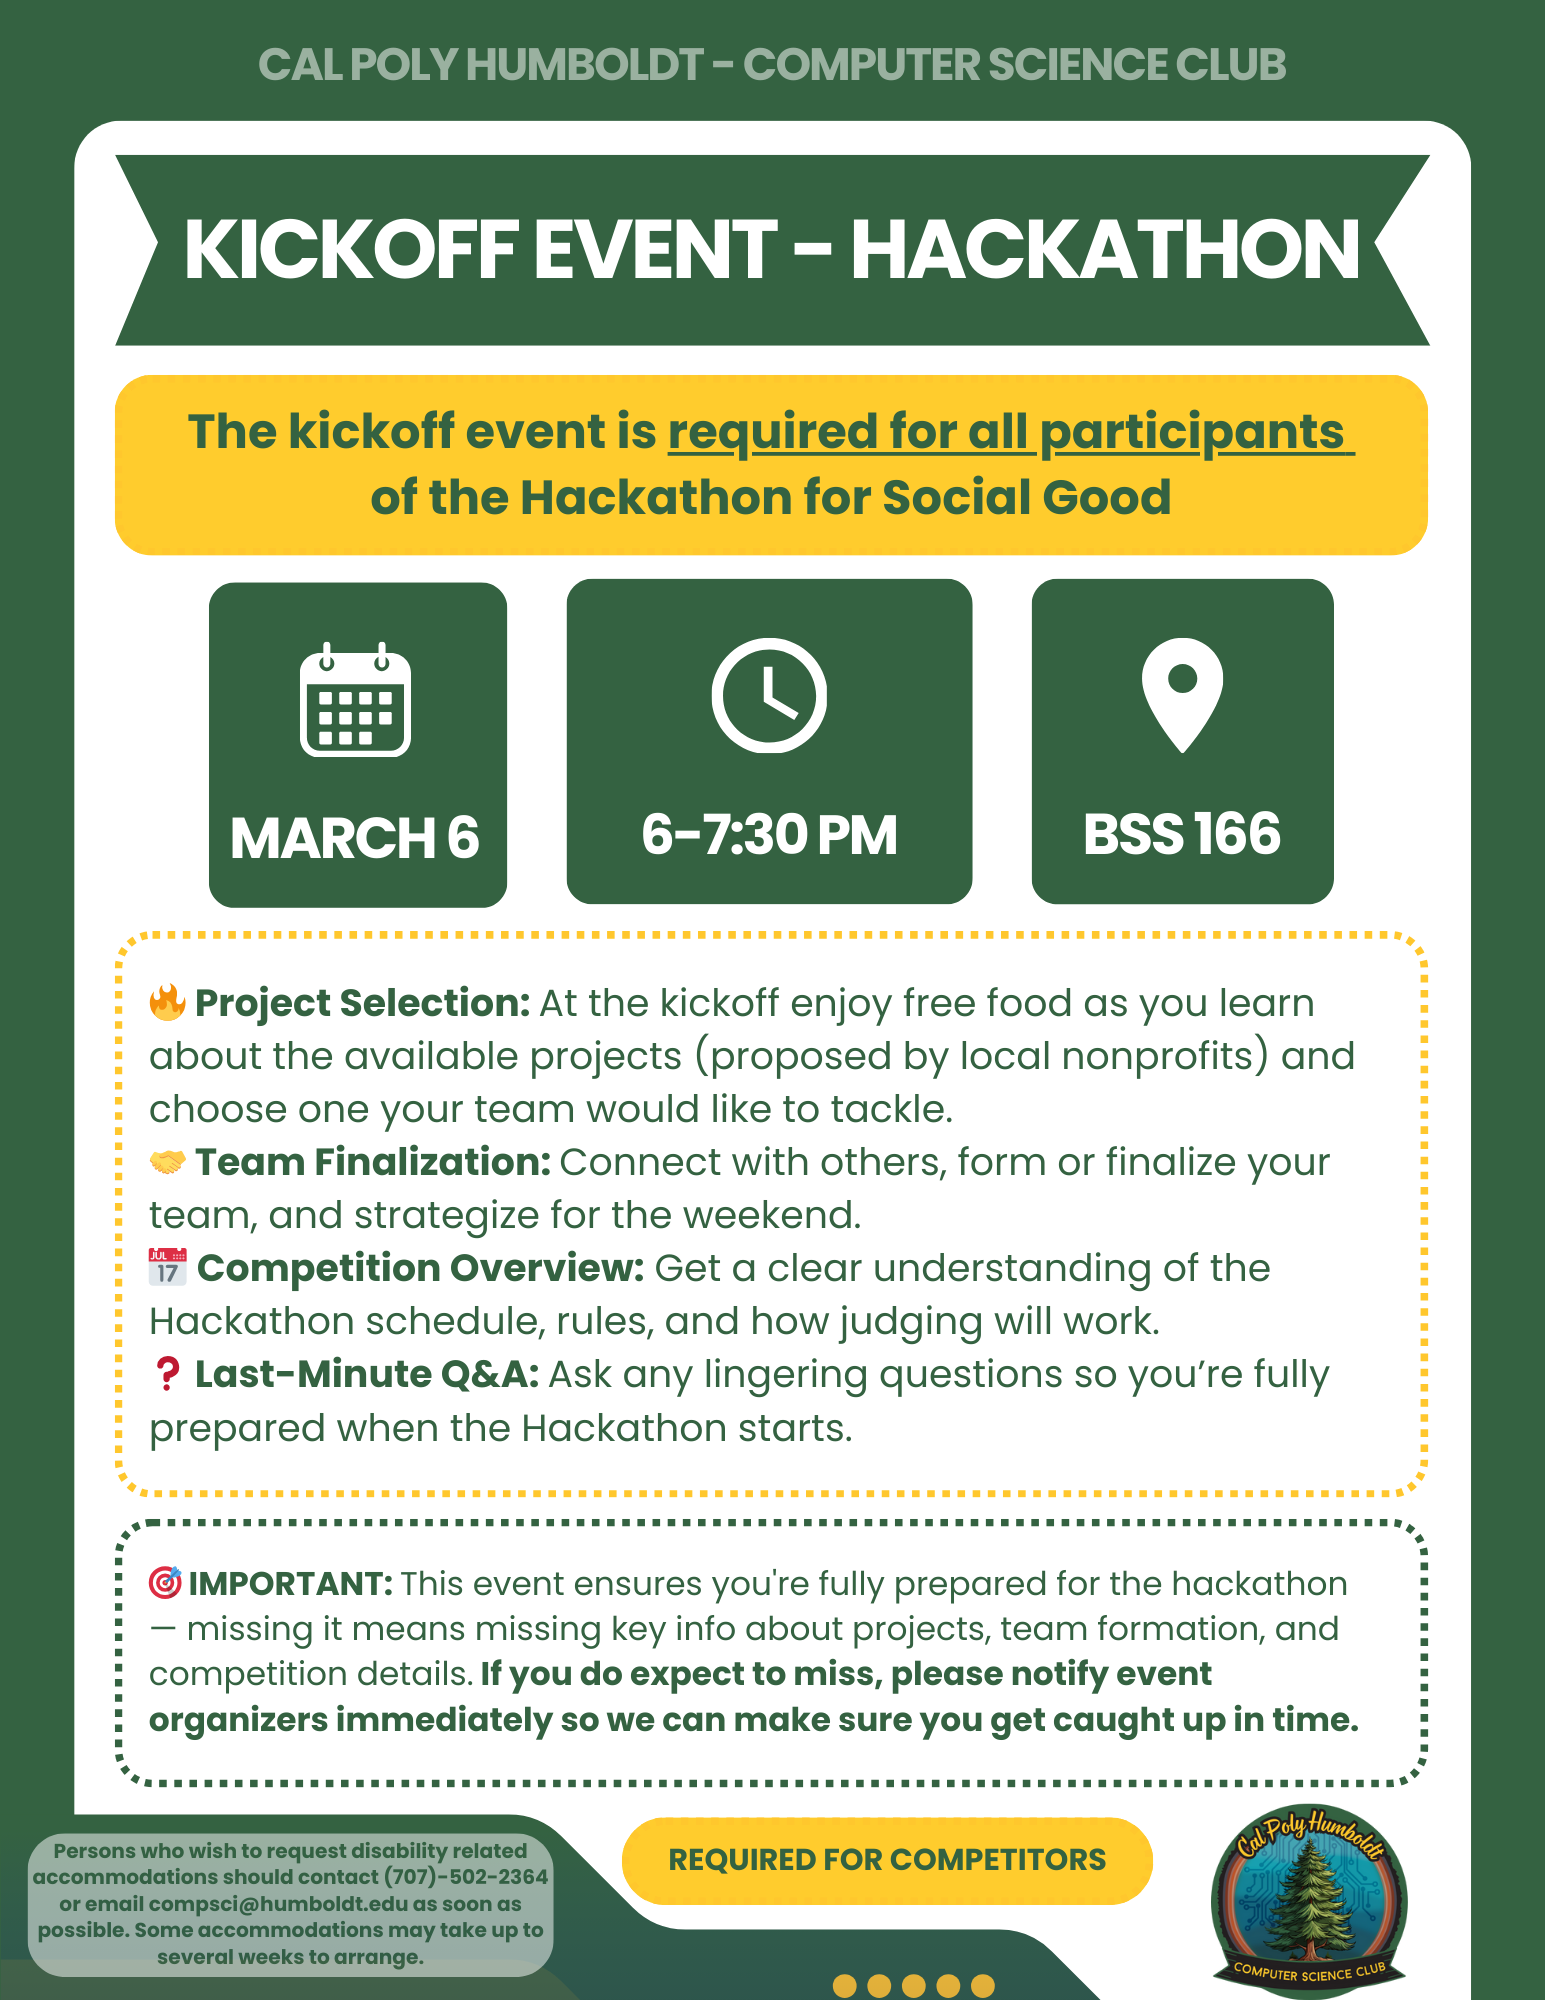 CAL POLY HUMBOLDT - COMPUTER SCIENCE CLUB
KICKOFF EVENT - HACKATHON
The kickoff event is required for all participants
of the Hackathon for Social Good
MARCH 6
6-7:30 PM
BSS 166
🔥 Project Selection: At the kickoff enjoy free food as you learn
about the available projects (proposed by local nonprofits) and
choose one your team would like to tackle.
🤝 Team Finalization: Connect with others, form or finalize your
team, and strategize for the weekend.
📅 Competition Overview: Get a clear understanding of the
Hackathon schedule, rules, and how judging will work.
❓ Last-Minute Q&A: Ask any lingering questions so you’re fully
prepared when the Hackathon starts.
🎯 IMPORTANT: This event ensures you're fully prepared for the hackathon
— missing it means missing key info about projects, team formation, and
competition details. If you do expect to miss, please notify event
organizers immediately so we can make sure you get caught up in time.
Persons who wish to request disability related
accommodations should contact (707)-502-2364
or email compsci@humboldt.edu as soon as
possible. Some accommodations may take up to
several weeks to arrange.
REQUIRED FOR COMPETITORS
Cal Poly Humboldt
COMPUTER SCIENCE CLUB